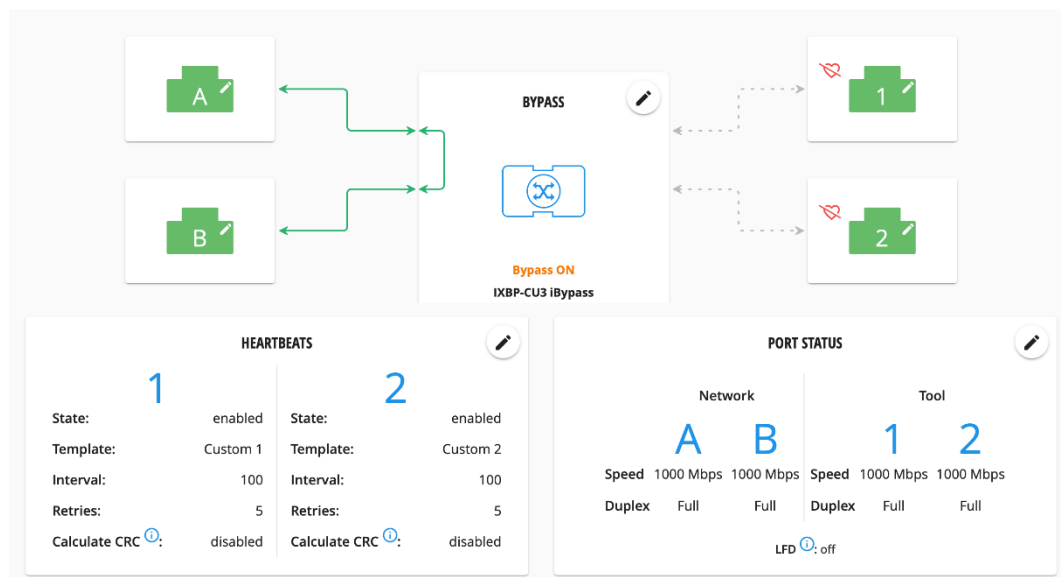 A
BYPASS
1
B
2
Bypass ON
IXBP-CU3 iBypass
HEARTBEATS
1 2
State: enabled State: enabled
Template: Custom 1 Template: Custom 2
Interval: 100 Interval: 100
Retries: 5 Retries: 5
Calculate CRC i: disabled Calculate CRC i: disabled
PORT STATUS
Network Tool
A B 1 2
Speed 1000 Mbps 1000 Mbps Speed 1000 Mbps 1000 Mbps
Duplex Full Full Duplex Full Full
LFD i: off